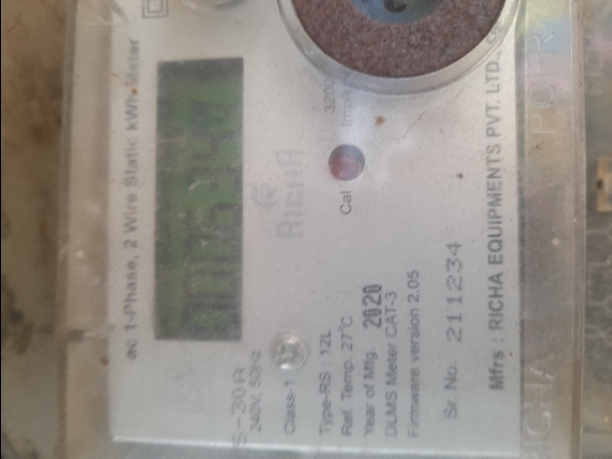 ac 1-Phase, 2 Wire Static kWh Meter
S-30A
240V, 50Hz
Class-1
RICHA
Type-RS : 12L
Ref. Temp. 27°C
Cal
Year of Mfg. 2020
DLMS Meter CAT-3
Firmware version 2.05
Sr. No. 211234
Mfrs : RICHA EQUIPMENTS PVT. LTD.
RICHA